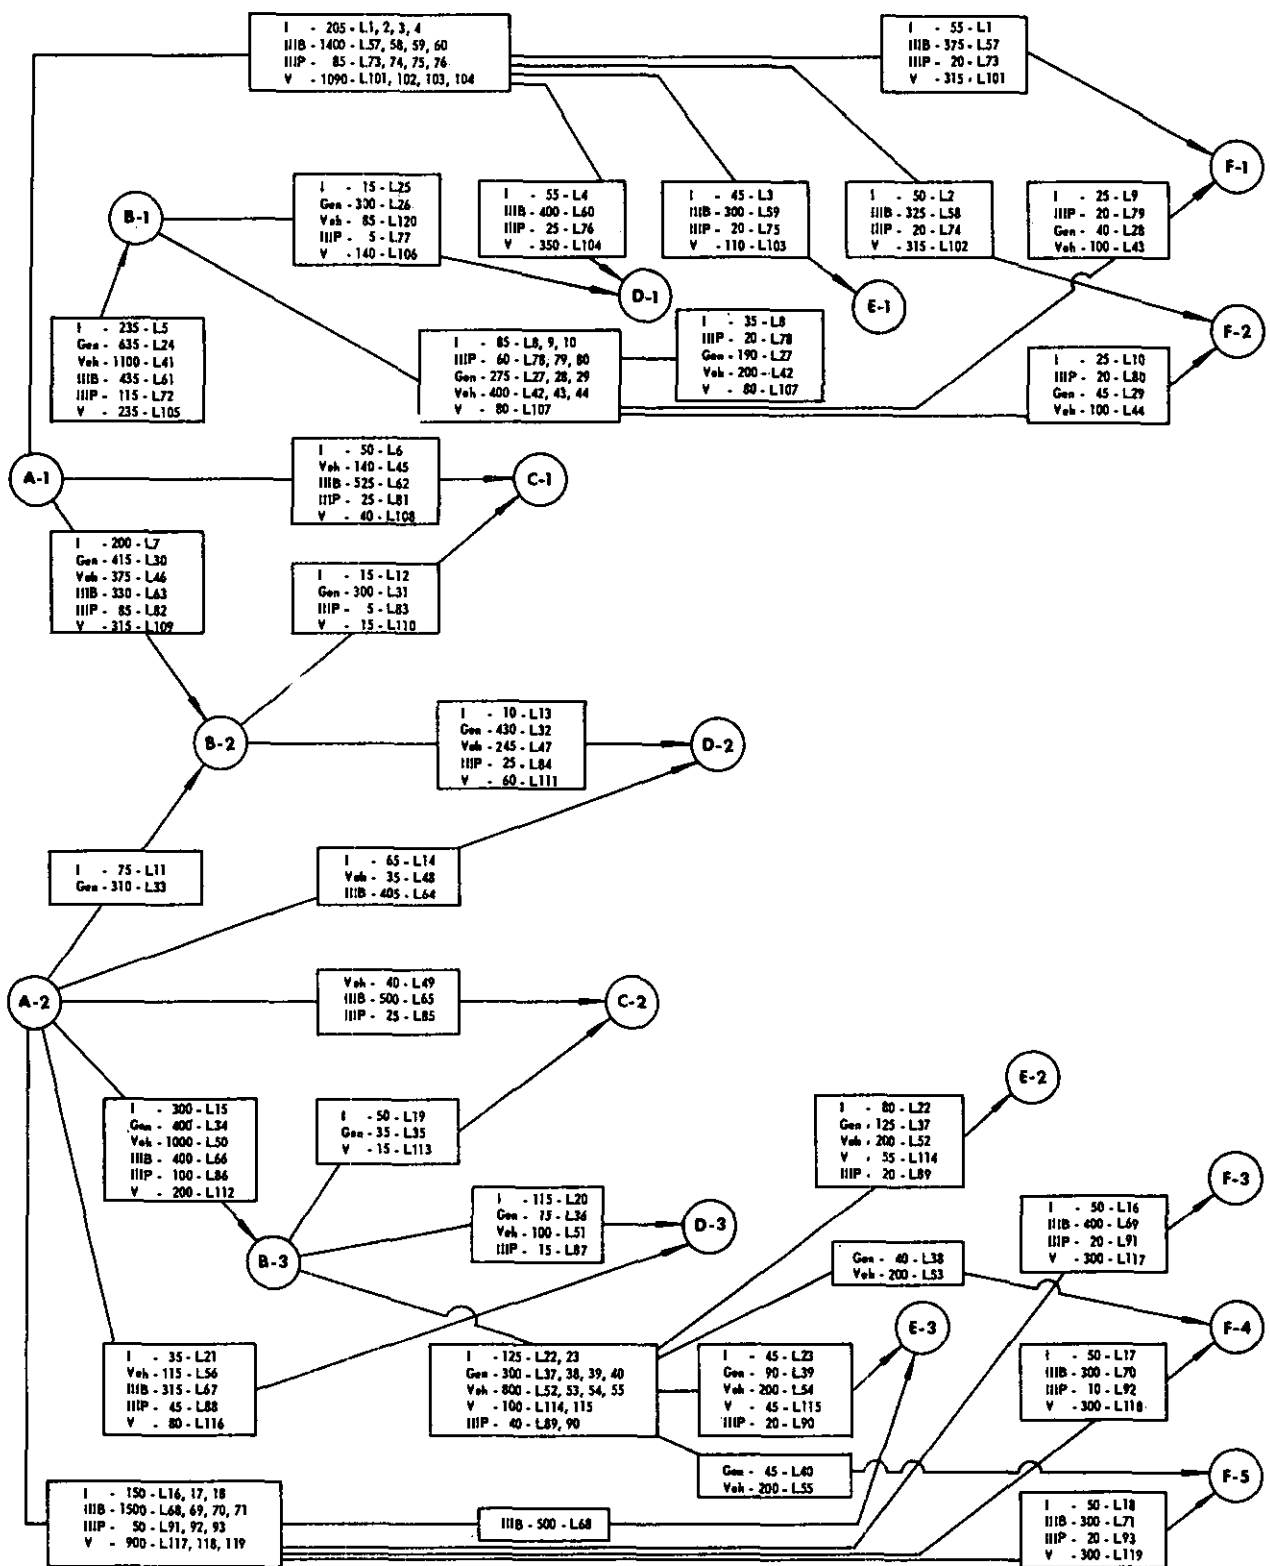 I - 205 - L1, 2, 3, 4
IIIB - 1400 - L57, 58, 59, 60
IIIP - 85 - L73, 74, 75, 76
V - 1090 - L101, 102, 103, 104
I - 55 - L1
IIIB - 375 - L57
IIIP - 20 - L73
V - 315 - L101
F-1
B-1
I - 15 - L25
Gen - 300 - L26
Veh - 85 - L120
IIIP - 5 - L77
V - 140 - L106
I - 55 - L4
IIIB - 400 - L60
IIIP - 25 - L76
V - 350 - L104
I - 45 - L3
IIIB - 300 - L59
IIIP - 20 - L75
V - 110 - L103
I - 50 - L2
IIIB - 325 - L58
IIIP - 20 - L74
V - 315 - L102
I - 25 - L9
IIIP - 20 - L79
Gen - 40 - L28
Veh - 100 - L43
D-1
E-1
F-2
I - 235 - L5
Gen - 635 - L24
Veh - 1100 - L41
IIIB - 435 - L61
IIIP - 115 - L72
V - 235 - L105
I - 85 - L8, 9, 10
IIIP - 60 - L78, 79, 80
Gen - 275 - L27, 28, 29
Veh - 400 - L42, 43, 44
V - 80 - L107
I - 35 - L8
IIIP - 20 - L78
Gen - 190 - L27
Veh - 200 - L42
V - 80 - L107
I - 25 - L10
IIIP - 20 - L80
Gen - 45 - L29
Veh - 100 - L44
A-1
I - 50 - L6
Veh - 140 - L45
IIIB - 525 - L62
IIIP - 25 - L81
V - 40 - L108
C-1
I - 200 - L7
Gen - 415 - L30
Veh - 375 - L46
IIIB - 330 - L63
IIIP - 85 - L82
V - 315 - L109
I - 15 - L12
Gen - 300 - L31
IIIP - 5 - L83
V - 15 - L110
B-2
I - 10 - L13
Gen - 430 - L32
Veh - 245 - L47
IIIP - 25 - L84
V - 60 - L111
D-2
I - 75 - L11
Gen - 310 - L33
I - 65 - L14
Veh - 35 - L48
IIIB - 405 - L64
A-2
Veh - 40 - L49
IIIB - 500 - L65
IIIP - 25 - L85
C-2
E-2
I - 300 - L15
Gen - 400 - L34
Veh - 1000 - L50
IIIB - 400 - L66
IIIP - 100 - L86
V - 200 - L112
I - 50 - L19
Gen - 35 - L35
V - 15 - L113
I - 80 - L22
Gen - 125 - L37
Veh - 200 - L52
V - 55 - L114
IIIP - 20 - L89
F-3
I - 115 - L20
Gen - 15 - L36
Veh - 100 - L51
IIIP - 15 - L87
D-3
I - 50 - L16
IIIB - 400 - L69
IIIP - 20 - L91
V - 300 - L117
B-3
Gen - 40 - L38
Veh - 200 - L53
E-3
F-4
I - 35 - L21
Veh - 115 - L56
IIIB - 315 - L67
IIIP - 45 - L88
V - 80 - L116
I - 125 - L22, 23
Gen - 300 - L37, 38, 39, 40
Veh - 800 - L52, 53, 54, 55
V - 100 - L114, 115
IIIP - 40 - L89, 90
I - 45 - L23
Gen - 90 - L39
Veh - 200 - L54
V - 45 - L115
IIIP - 20 - L90
I - 50 - L17
IIIB - 300 - L70
IIIP - 10 - L92
V - 300 - L118
Gen - 45 - L40
Veh - 200 - L55
F-5
I - 150 - L16, 17, 18
IIIB - 1500 - L68, 69, 70, 71
IIIP - 50 - L91, 92, 93
V - 900 - L117, 118, 119
IIIB - 500 - L68
I - 50 - L18
IIIB - 300 - L71
IIIP - 20 - L93
V - 300 - L119